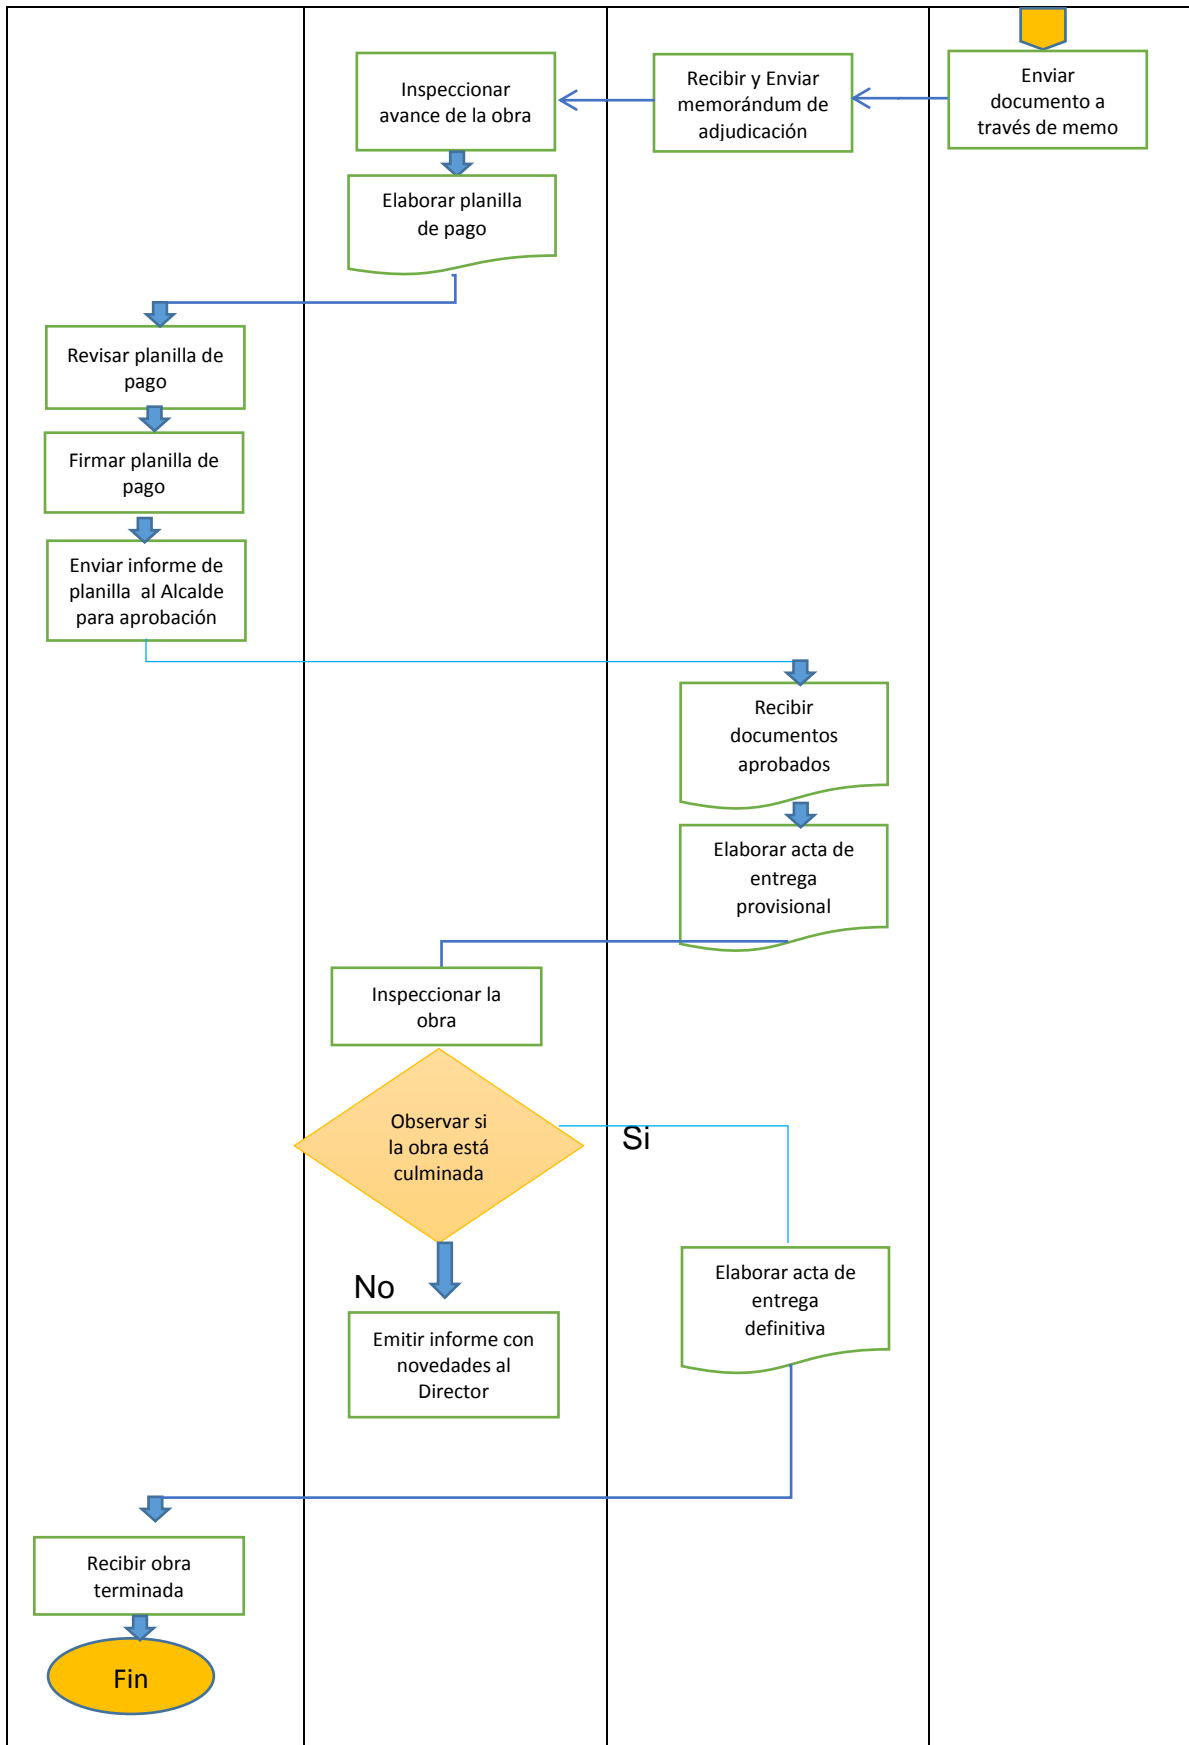 Enviar
documento a
través de memo
Recibir y Enviar
memorándum de
adjudicación
Inspeccionar
avance de la obra
Elaborar planilla
de pago
Revisar planilla de
pago
Firmar planilla de
pago
Enviar informe de
planilla al Alcalde
para aprobación
Recibir
documentos
aprobados
Elaborar acta de
entrega
provisional
Inspeccionar la
obra
Observar si
la obra está
culminada
Si
No
Elaborar acta de
entrega
definitiva
Emitir informe con
novedades al
Director
Recibir obra
terminada
Fin